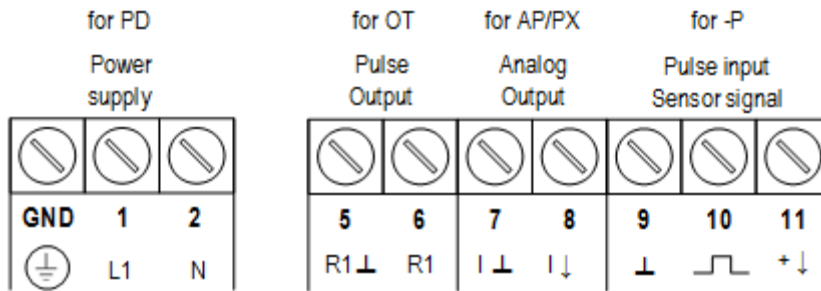 for PD for OT for AP/PX for -P
Power Pulse Analog Pulse input
supply Output Output Sensor signal
GND 1 2 5 6 7 8 9 10 11
L1 N R1⊥ R1 I⊥ I↓ ⊥ +↓